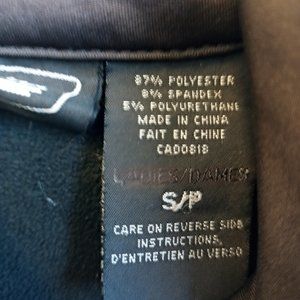 87% POLYESTER
8% SPANDEX
5% POLYURETHANE
MADE IN CHINA
FAIT EN CHINE
CA00818
LADIES/DAMES
S/P
CARE ON REVERSE SIDE
INSTRUCTIONS,
D'ENTRETIEN AU VERSO